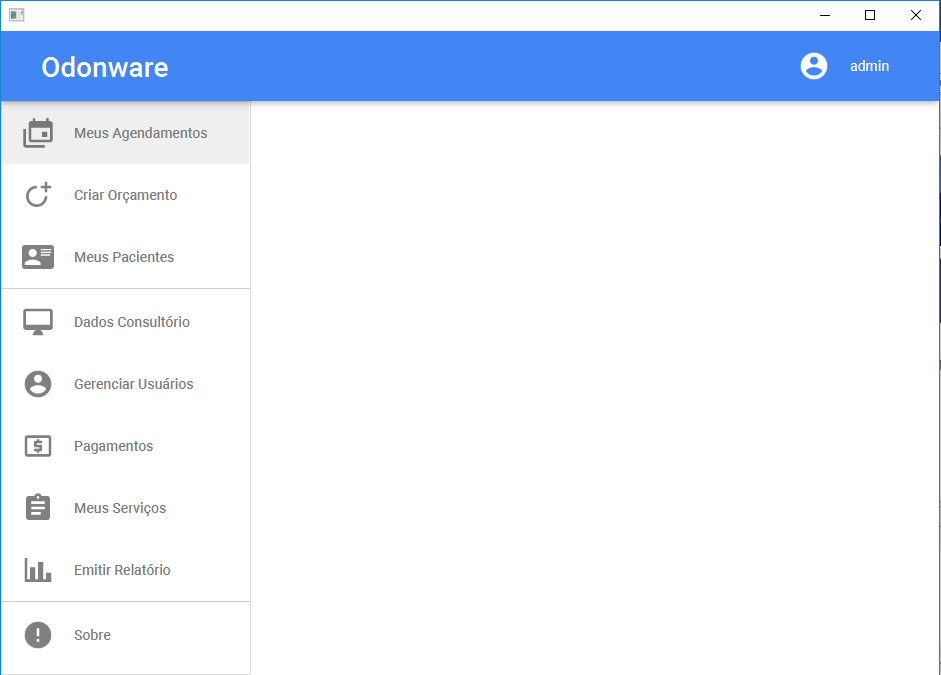 Odonware
admin
Meus Agendamentos
Criar Orçamento
Meus Pacientes
Dados Consultório
Gerenciar Usuários
Pagamentos
Meus Serviços
Emitir Relatório
Sobre